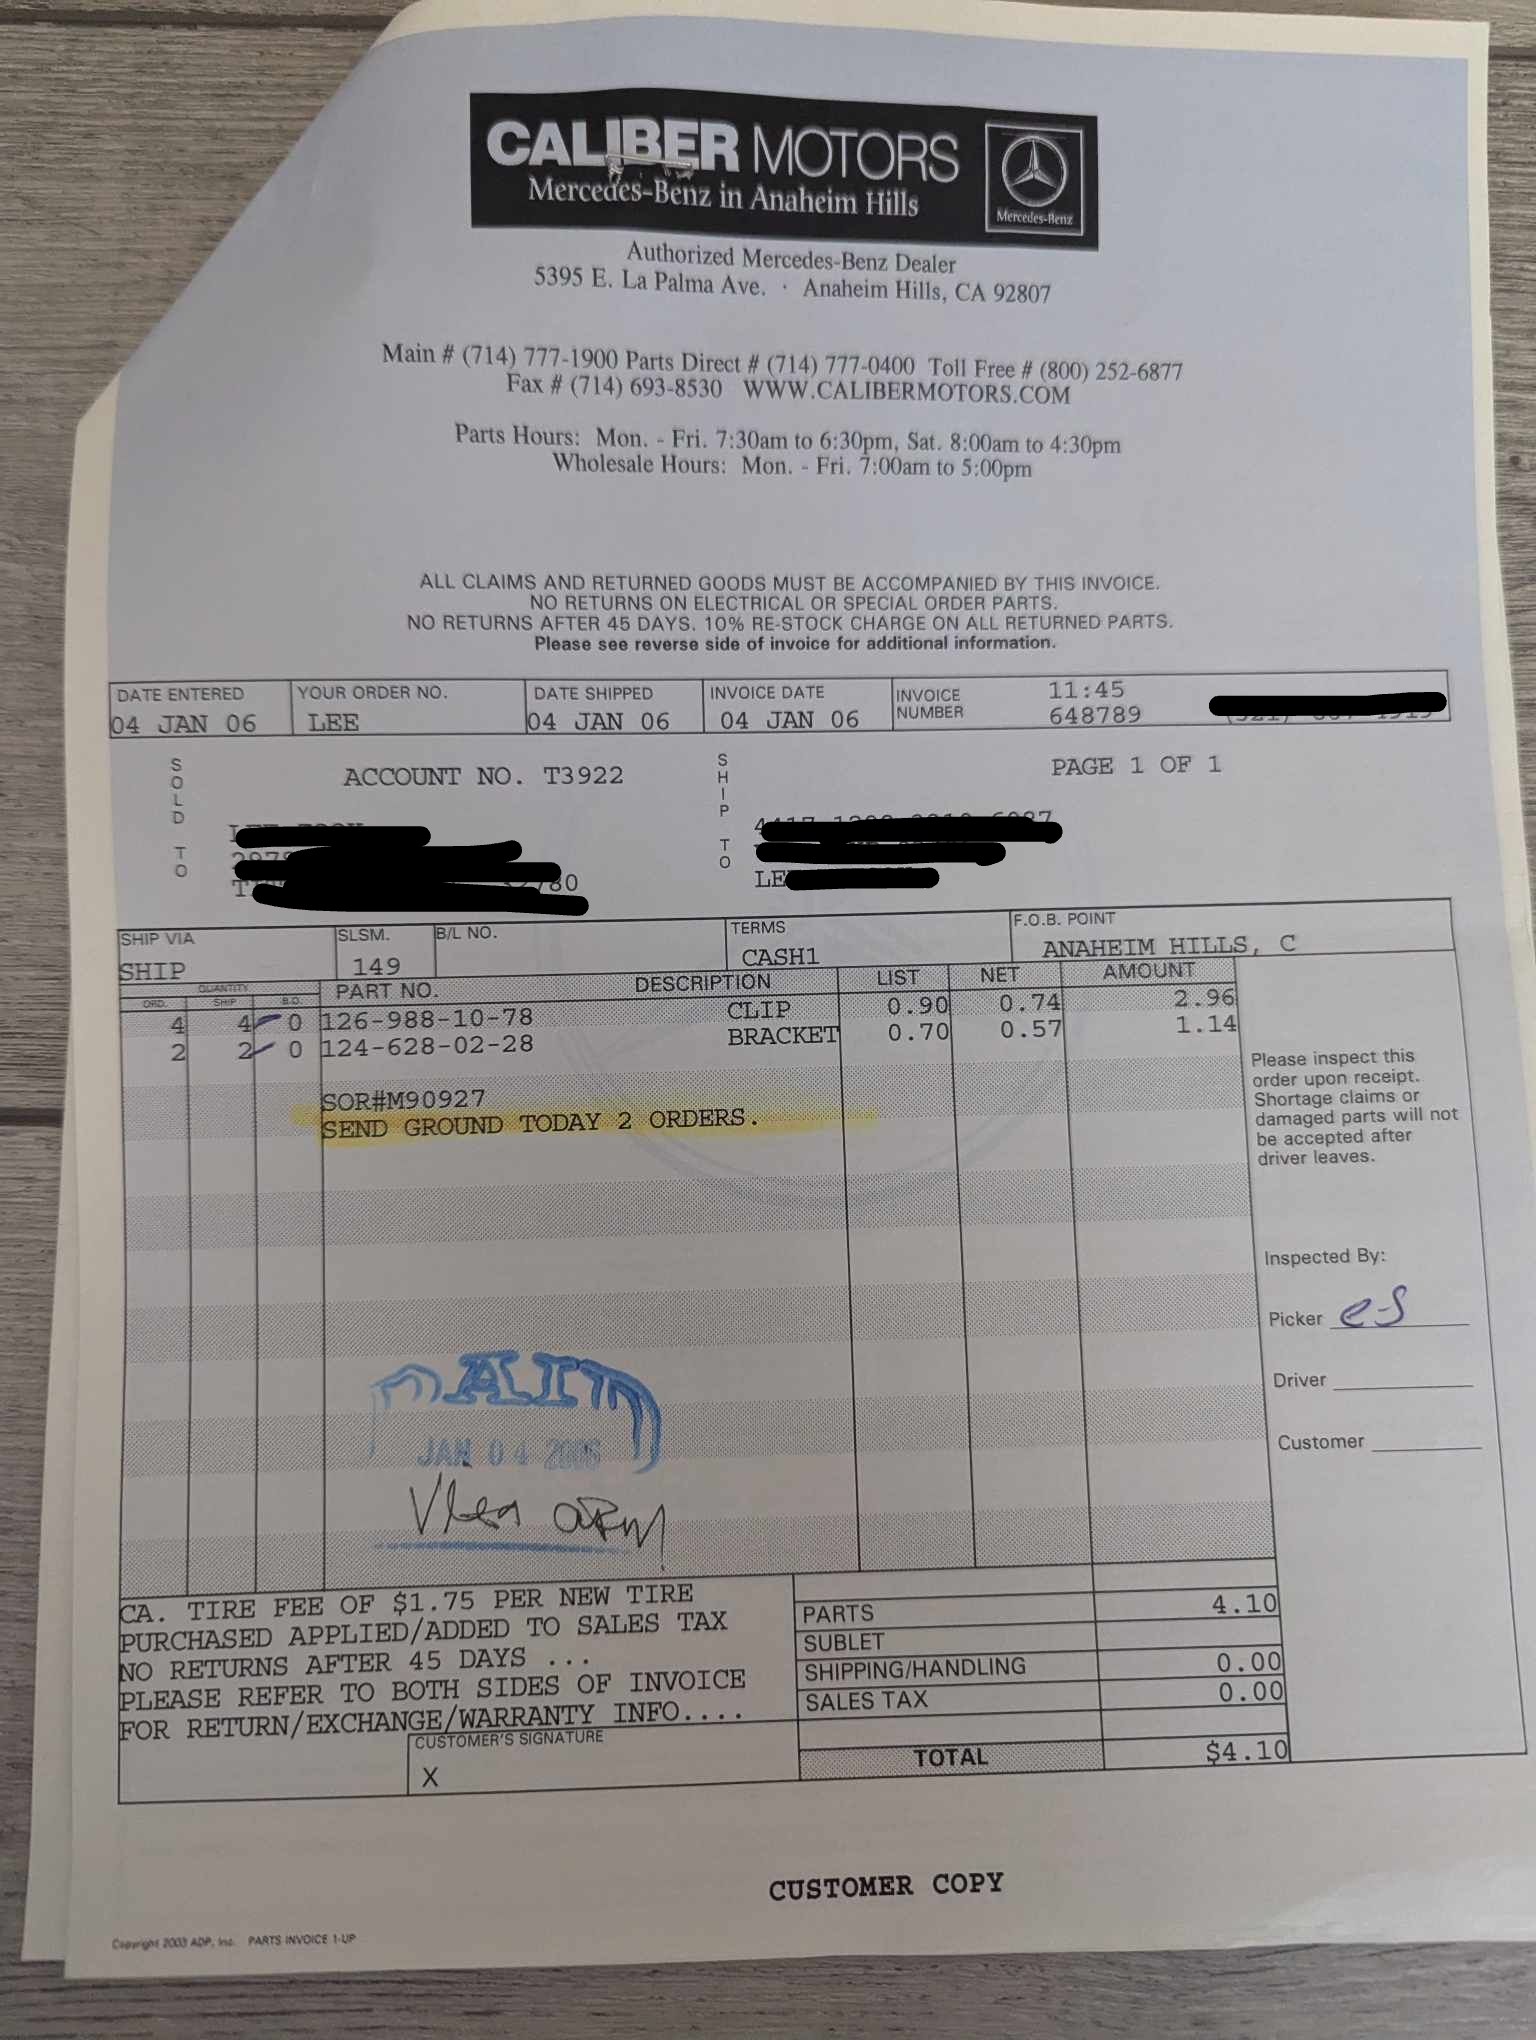 CALIBER MOTORS
Mercedes-Benz in Anaheim Hills
Mercedes-Benz
Authorized Mercedes-Benz Dealer
5395 E. La Palma Ave. · Anaheim Hills, CA 92807
Main # (714) 777-1900 Parts Direct # (714) 777-0400 Toll Free # (800) 252-6877
Fax # (714) 693-8530 WWW.CALIBERMOTORS.COM
Parts Hours: Mon. - Fri. 7:30am to 6:30pm, Sat. 8:00am to 4:30pm
Wholesale Hours: Mon. - Fri. 7:00am to 5:00pm
ALL CLAIMS AND RETURNED GOODS MUST BE ACCOMPANIED BY THIS INVOICE.
NO RETURNS ON ELECTRICAL OR SPECIAL ORDER PARTS.
NO RETURNS AFTER 45 DAYS. 10% RE-STOCK CHARGE ON ALL RETURNED PARTS.
Please see reverse side of invoice for additional information.
DATE ENTERED YOUR ORDER NO. DATE SHIPPED INVOICE DATE INVOICE NUMBER 11:45
04 JAN 06 LEE 04 JAN 06 04 JAN 06 648789
SOLD TO ACCOUNT NO. T3922 SHIP TO PAGE 1 OF 1
LE
SHIP VIA SLSM. B/L NO. TERMS F.O.B. POINT
SHIP 149 CASH1 ANAHEIM HILLS, C
QUANTITY
ORD. SHIP B.O. PART NO. DESCRIPTION LIST NET AMOUNT
4 4 0 126-988-10-78 CLIP 0.90 0.74 2.96
2 2 0 124-628-02-28 BRACKET 0.70 0.57 1.14
SOR#M90927
SEND GROUND TODAY 2 ORDERS.
Please inspect this
order upon receipt.
Shortage claims or
damaged parts will not
be accepted after
driver leaves.
Inspected By:
Picker es
Driver
Customer
JAN 04 2006
CA. TIRE FEE OF $1.75 PER NEW TIRE
PURCHASED APPLIED/ADDED TO SALES TAX
NO RETURNS AFTER 45 DAYS ...
PLEASE REFER TO BOTH SIDES OF INVOICE
FOR RETURN/EXCHANGE/WARRANTY INFO....
CUSTOMER'S SIGNATURE
X
PARTS 4.10
SUBLET
SHIPPING/HANDLING 0.00
SALES TAX 0.00
TOTAL $4.10
CUSTOMER COPY
Copyright 2003 ADP, Inc. PARTS INVOICE 1-UP